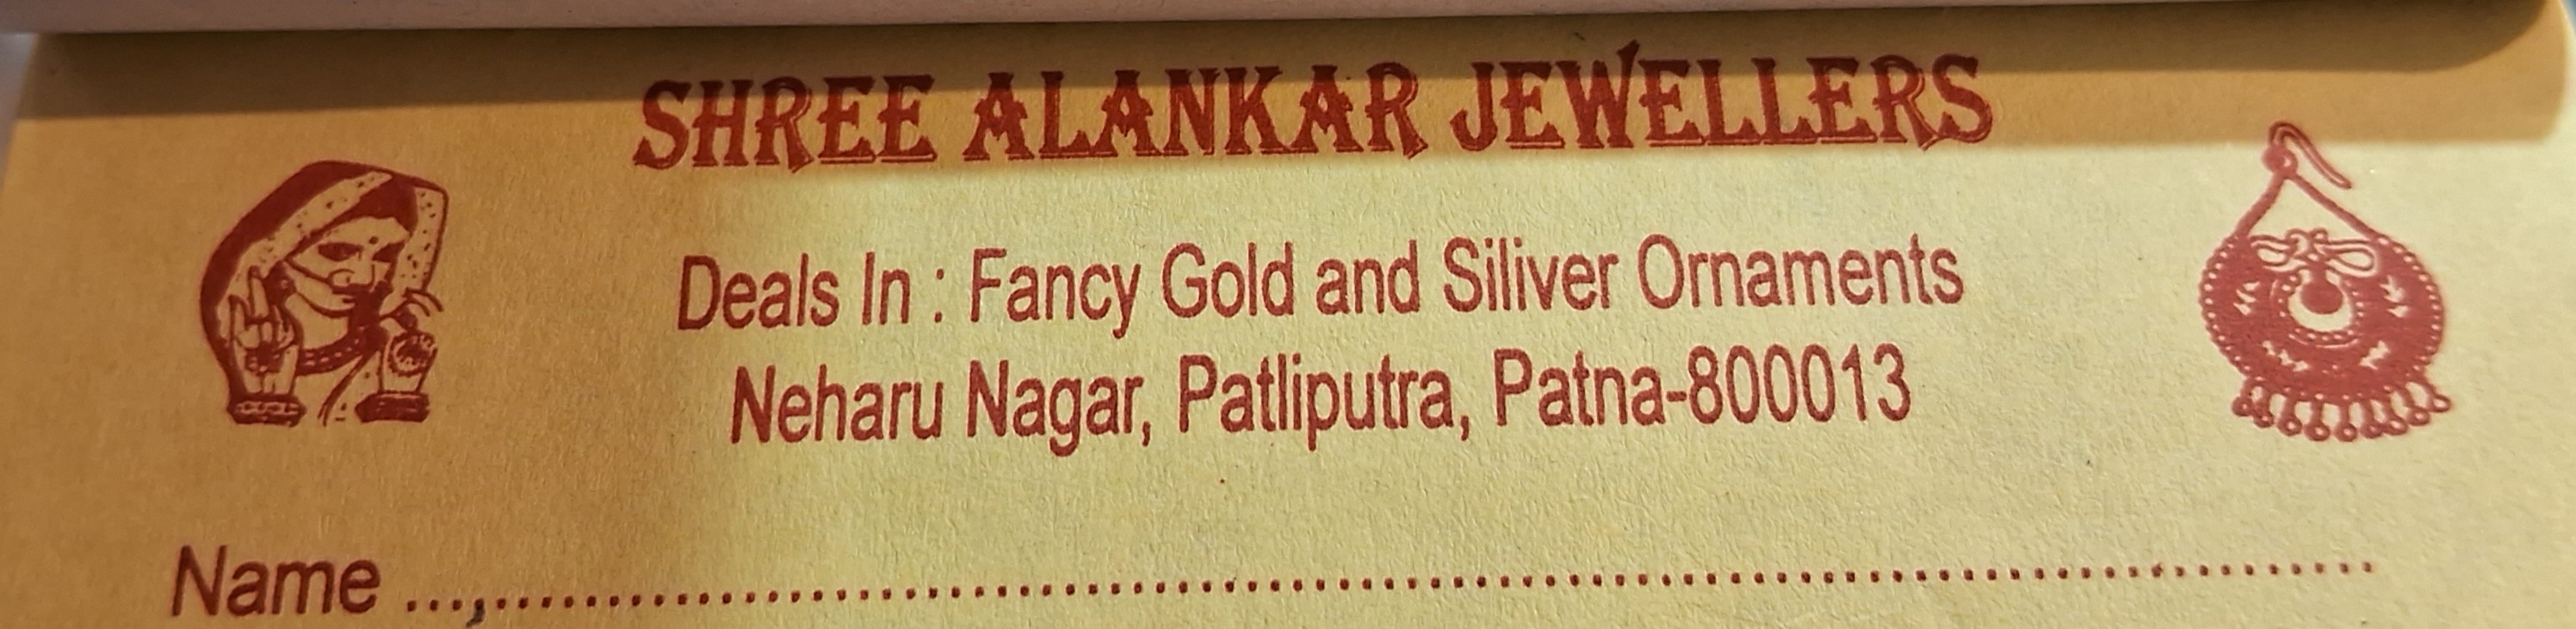 SHREE ALANKAR JEWELLERS
Deals In : Fancy Gold and Siliver Ornaments
Neharu Nagar, Patliputra, Patna-800013
Name ................................................................................